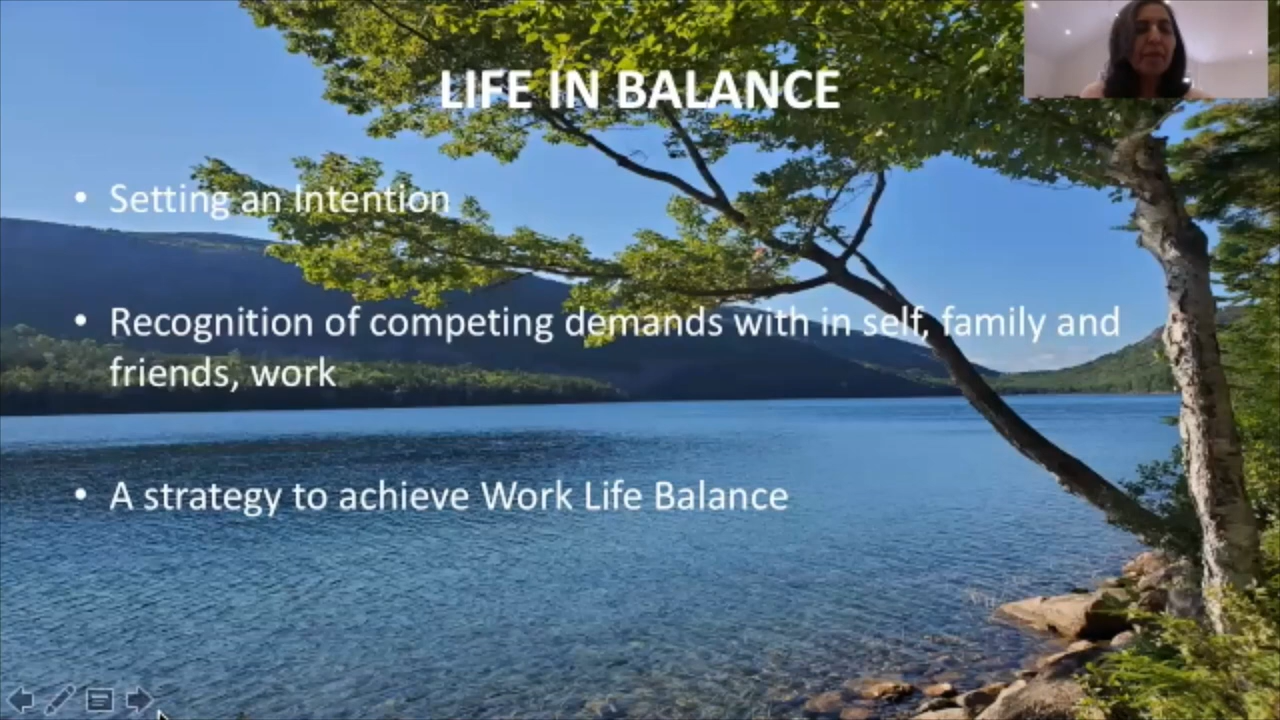 LIFE IN BALANCE
• Setting an Intention
• Recognition of competing demands with in self, family and
friends, work
• A strategy to achieve Work Life Balance